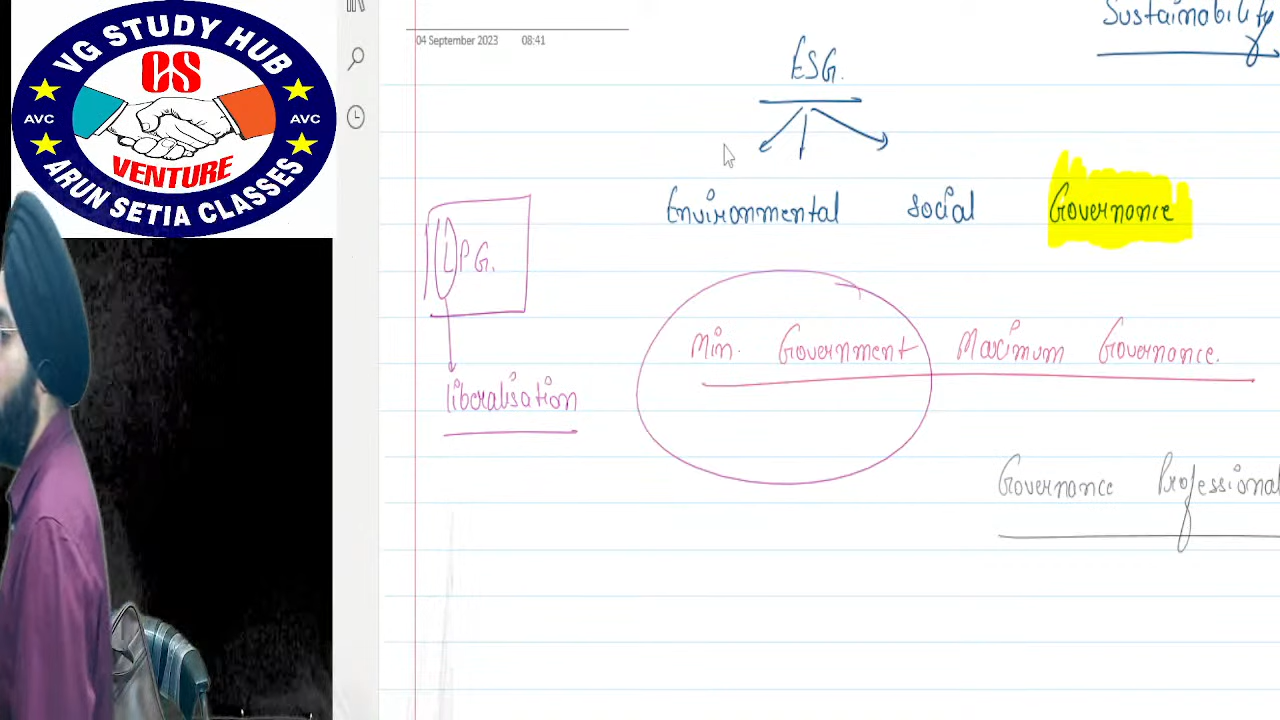 VG STUDY HUB
CS
AVC
AVC
VENTURE
ARUN SETIA CLASSES
04 September 2023 08:41
Sustainability
ESG.
Environmental Social Governance
LPG.
Min. Government Maximum Governance.
liberalisation
Governance Professional